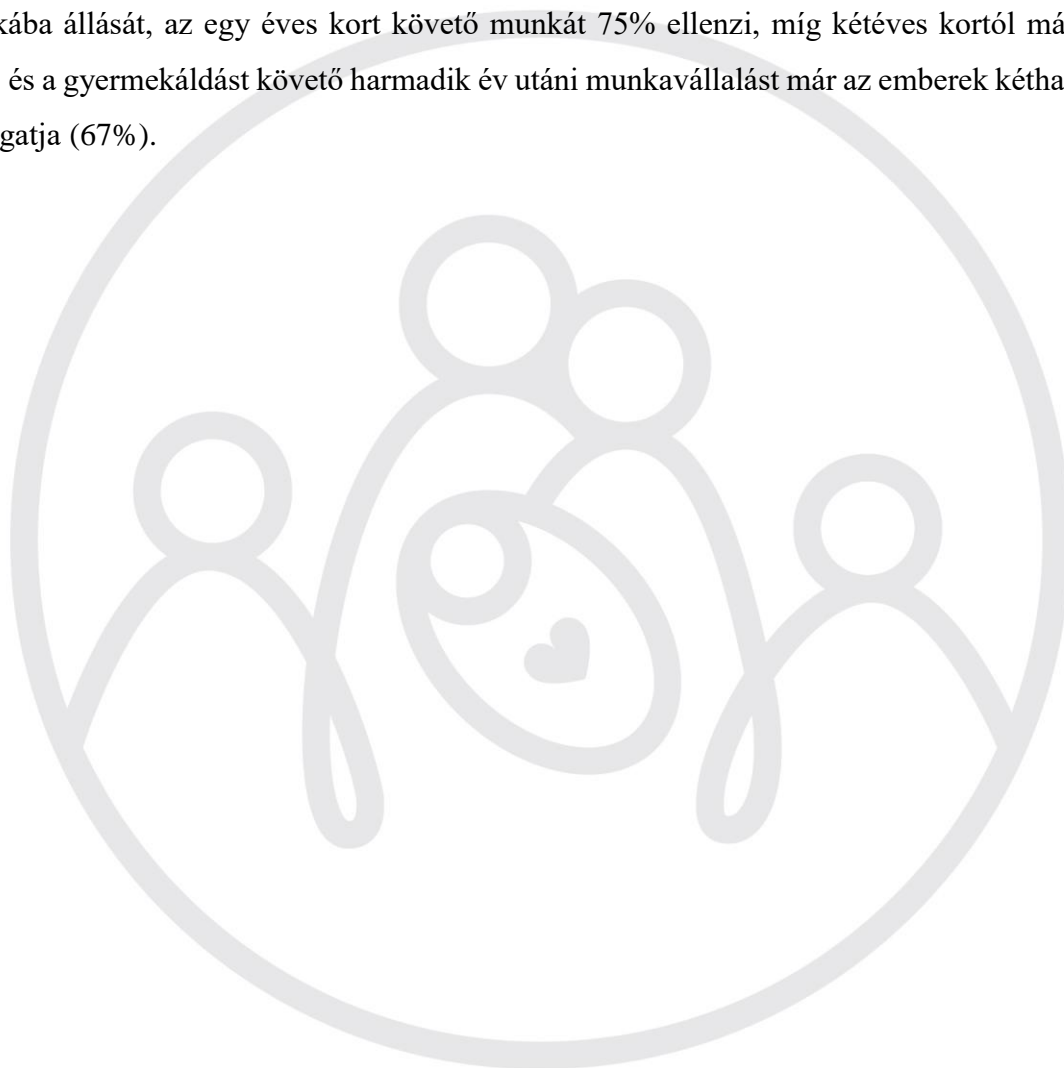 kába állását, az egy éves kort követő munkát 75% ellenzi, míg kétéves kortól má
és a gyermekáldást követő harmadik év utáni munkavállalást már az emberek kétha
gatja (67%).